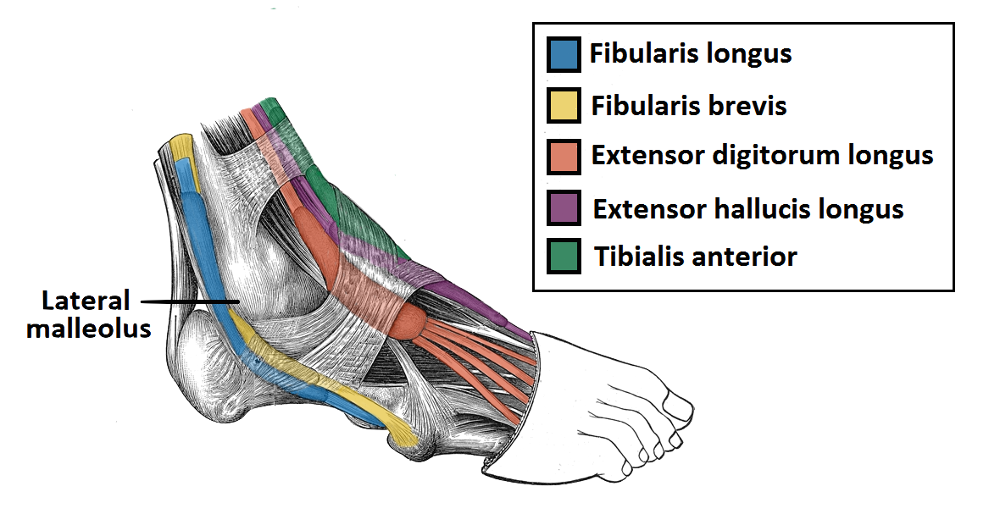 Fibularis longus
Fibularis brevis
Extensor digitorum longus
Extensor hallucis longus
Tibialis anterior
Lateral
malleolus